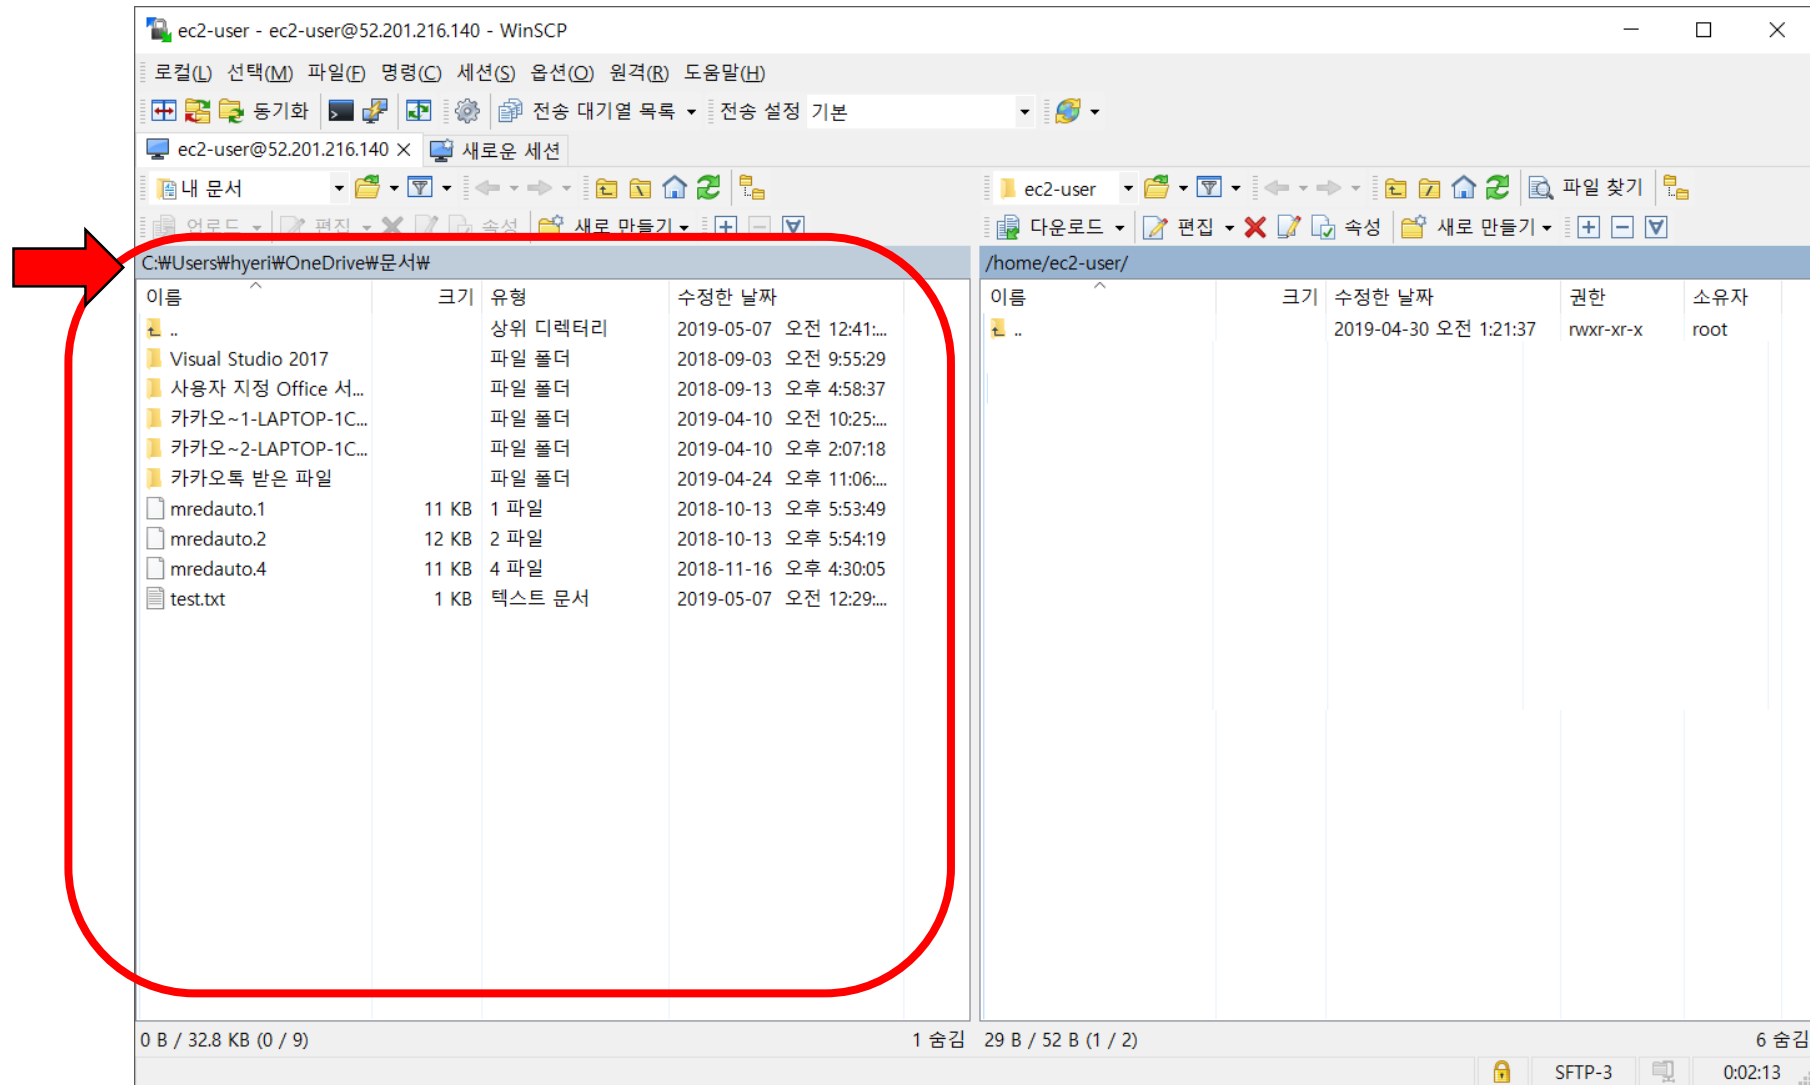 ec2-user - ec2-user@52.201.216.140 - WinSCP
로컬(L) 선택(M) 파일(F) 명령(C) 세션(S) 옵션(O) 원격(R) 도움말(H)
동기화 전송 대기열 목록 전송 설정 기본
ec2-user@52.201.216.140 새로운 세션
내 문서 ec2-user 파일 찾기
업로드 편집 속성 새로 만들기 다운로드 편집 속성 새로 만들기
C:₩Users₩hyeri₩OneDrive₩문서₩ /home/ec2-user/
이름 크기 유형 수정한 날짜 이름 크기 수정한 날짜 권한 소유자
.. 상위 디렉터리 2019-05-07 오전 12:41:... .. 2019-04-30 오전 1:21:37 rwxr-xr-x root
Visual Studio 2017 파일 폴더 2018-09-03 오전 9:55:29
사용자 지정 Office 서... 파일 폴더 2018-09-13 오후 4:58:37
카카오~1-LAPTOP-1C... 파일 폴더 2019-04-10 오전 10:25:...
카카오~2-LAPTOP-1C... 파일 폴더 2019-04-10 오후 2:07:18
카카오톡 받은 파일 파일 폴더 2019-04-24 오후 11:06:...
mredauto.1 11 KB 1 파일 2018-10-13 오후 5:53:49
mredauto.2 12 KB 2 파일 2018-10-13 오후 5:54:19
mredauto.4 11 KB 4 파일 2018-11-16 오후 4:30:05
test.txt 1 KB 텍스트 문서 2019-05-07 오전 12:29:...
0 B / 32.8 KB (0 / 9) 1 숨김 29 B / 52 B (1 / 2) 6 숨김
SFTP-3 0:02:13